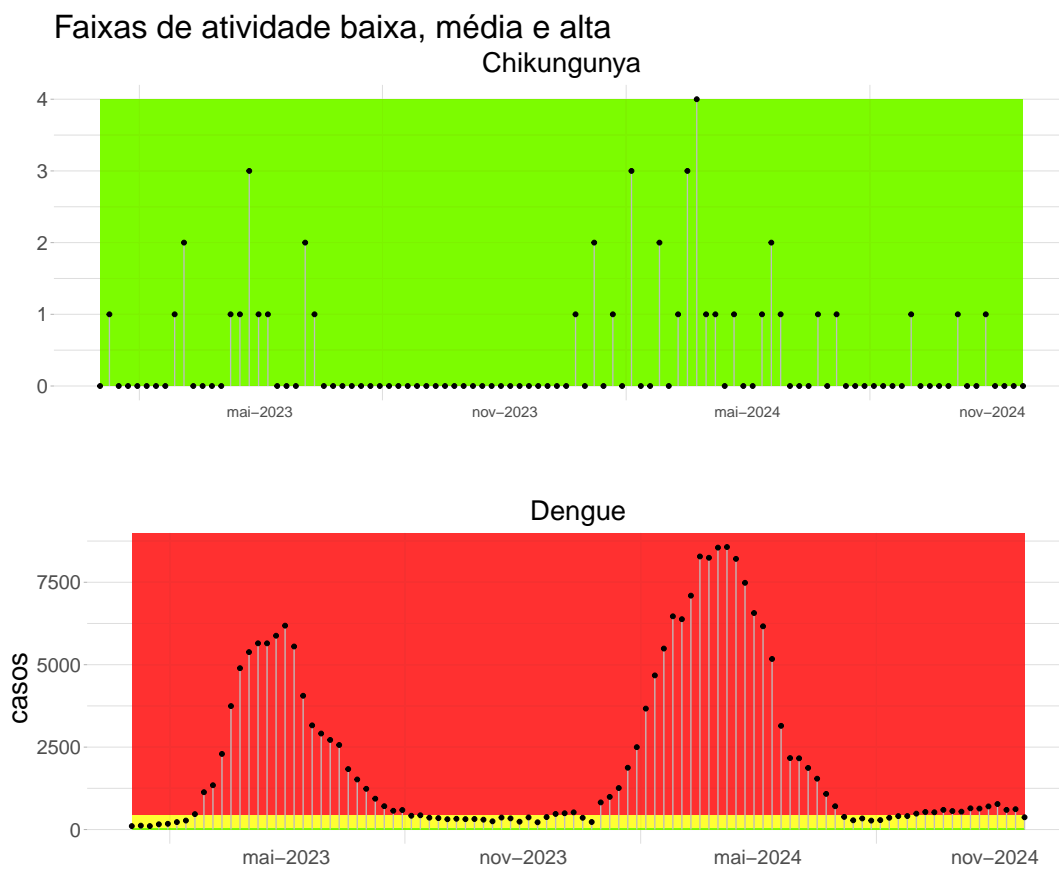 Faixas de atividade baixa, média e alta
Chikungunya
4
3
2
1
0
mai−2023 nov−2023 mai−2024 nov−2024
Dengue
casos
7500
5000
2500
0
mai−2023 nov−2023 mai−2024 nov−2024